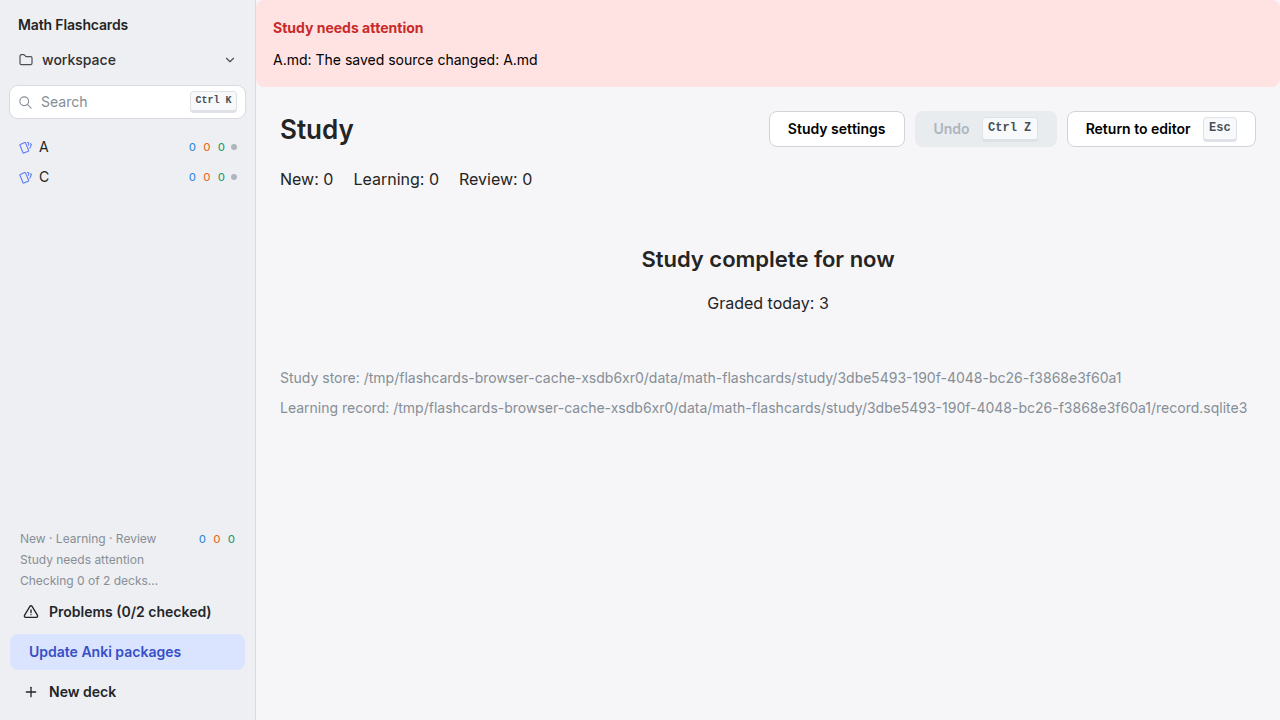 Math Flashcards
workspace
Search Ctrl K
A 0 0 0
C 0 0 0
New · Learning · Review 0 0 0
Study needs attention
Checking 0 of 2 decks...
Problems (0/2 checked)
Update Anki packages
New deck
Study needs attention
A.md: The saved source changed: A.md
Study
Study settings
Undo Ctrl Z
Return to editor Esc
New: 0 Learning: 0 Review: 0
Study complete for now
Graded today: 3
Study store: /tmp/flashcards-browser-cache-xsdb6xr0/data/math-flashcards/study/3dbe5493-190f-4048-bc26-f3868e3f60a1
Learning record: /tmp/flashcards-browser-cache-xsdb6xr0/data/math-flashcards/study/3dbe5493-190f-4048-bc26-f3868e3f60a1/record.sqlite3